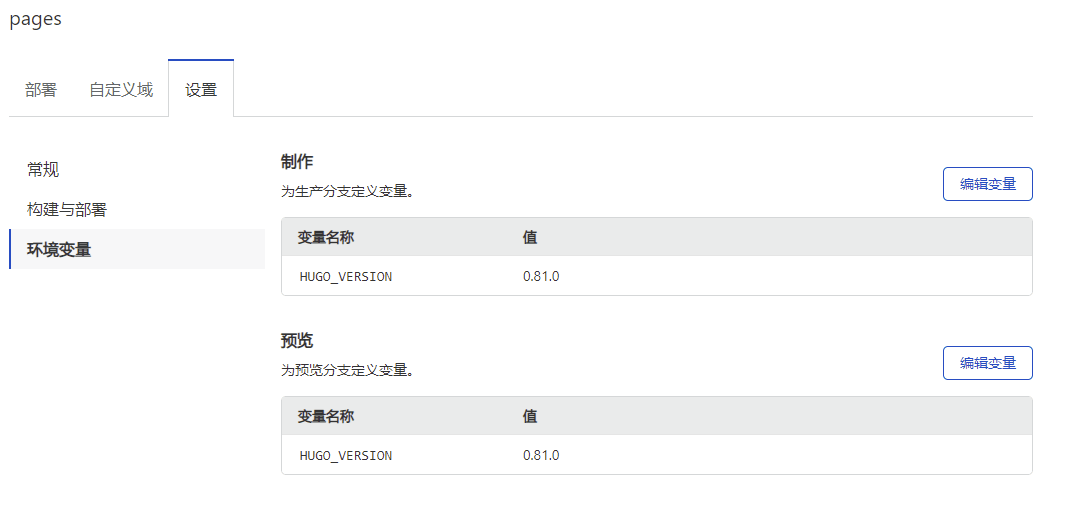 pages
部署 自定义域 设置
常规
构建与部署
环境变量
制作
为生产分支定义变量。
编辑变量
变量名称 值
HUGO_VERSION 0.81.0
预览
为预览分支定义变量。
编辑变量
变量名称 值
HUGO_VERSION 0.81.0